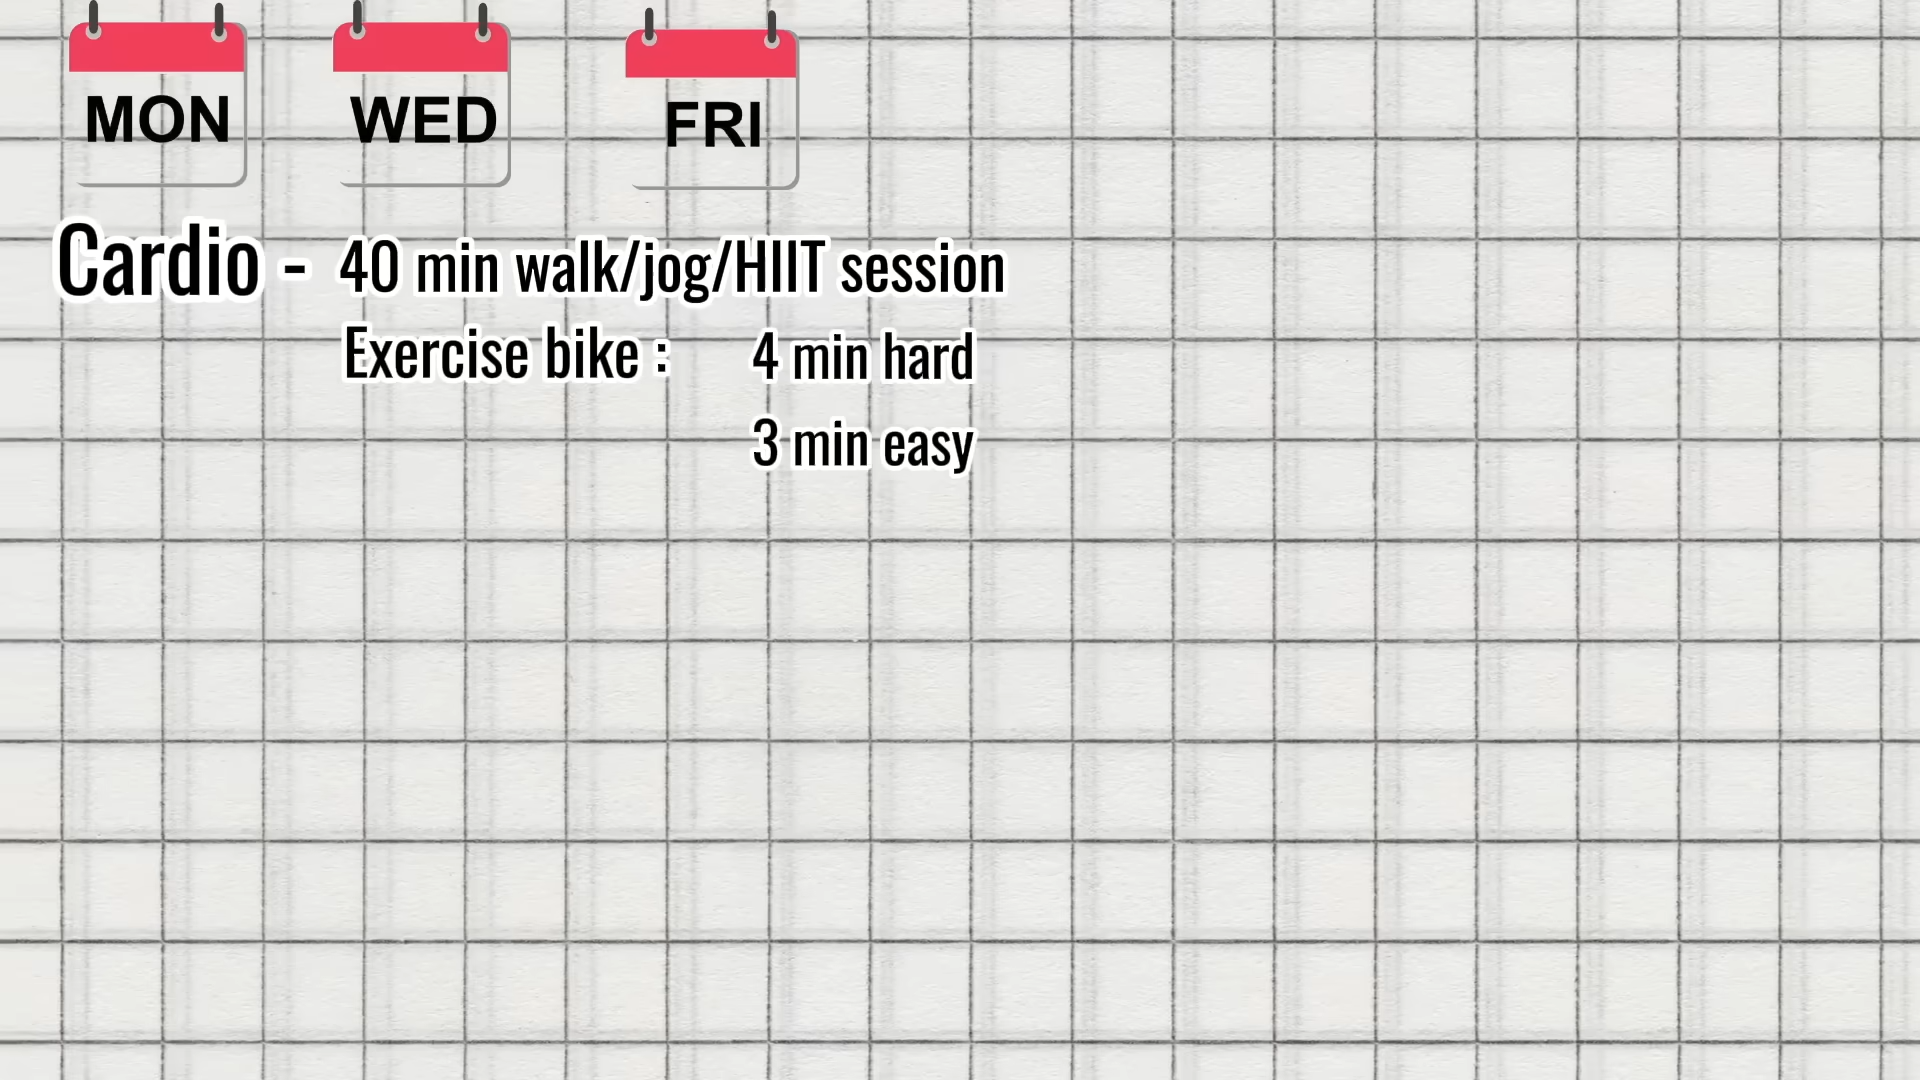 MON WED FRI
Cardio - 40 min walk/jog/HIIT session
Exercise bike : 4 min hard
3 min easy